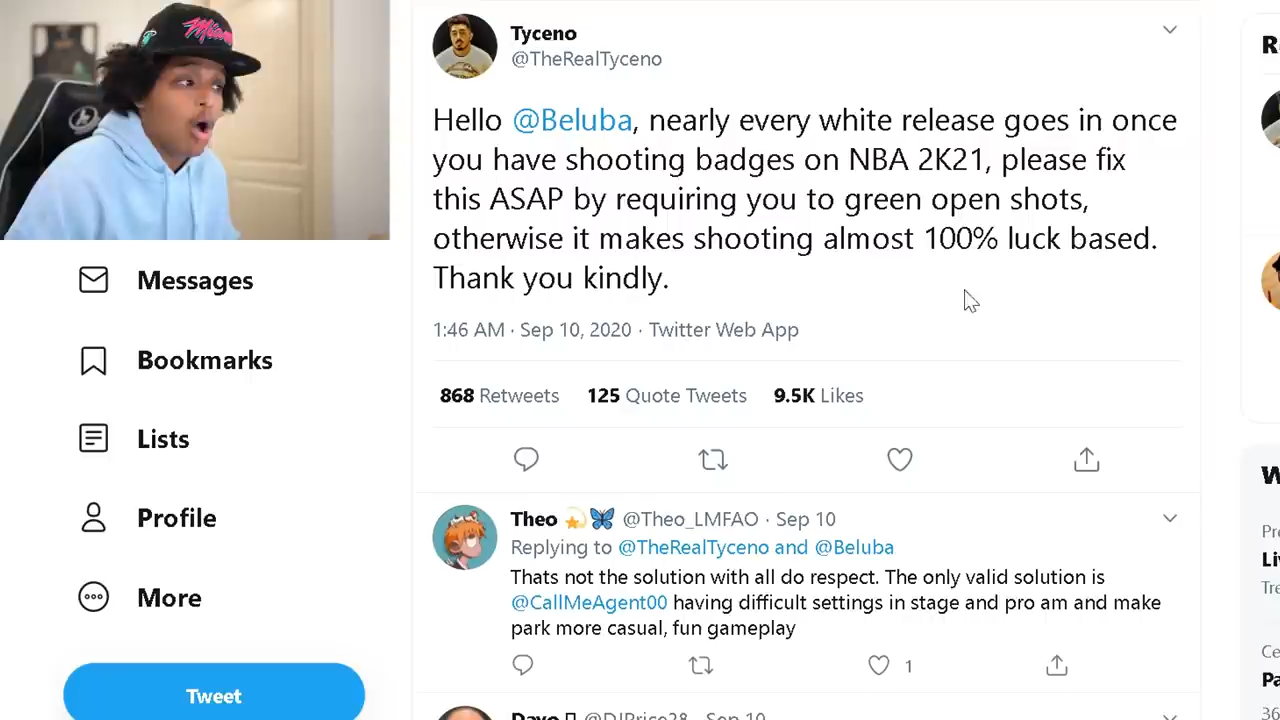 Miami
Tyceno
@TheRealTyceno
Hello @Beluba, nearly every white release goes in once
you have shooting badges on NBA 2K21, please fix
this ASAP by requiring you to green open shots,
otherwise it makes shooting almost 100% luck based.
Thank you kindly.
1:46 AM · Sep 10, 2020 · Twitter Web App
868 Retweets 125 Quote Tweets 9.5K Likes
Messages
Bookmarks
Lists
Profile
More
Tweet
Theo 💫🦋 @Theo_LMFAO · Sep 10
Replying to @TheRealTyceno and @Beluba
Thats not the solution with all do respect. The only valid solution is
@CallMeAgent00 having difficult settings in stage and pro am and make
park more casual, fun gameplay
1